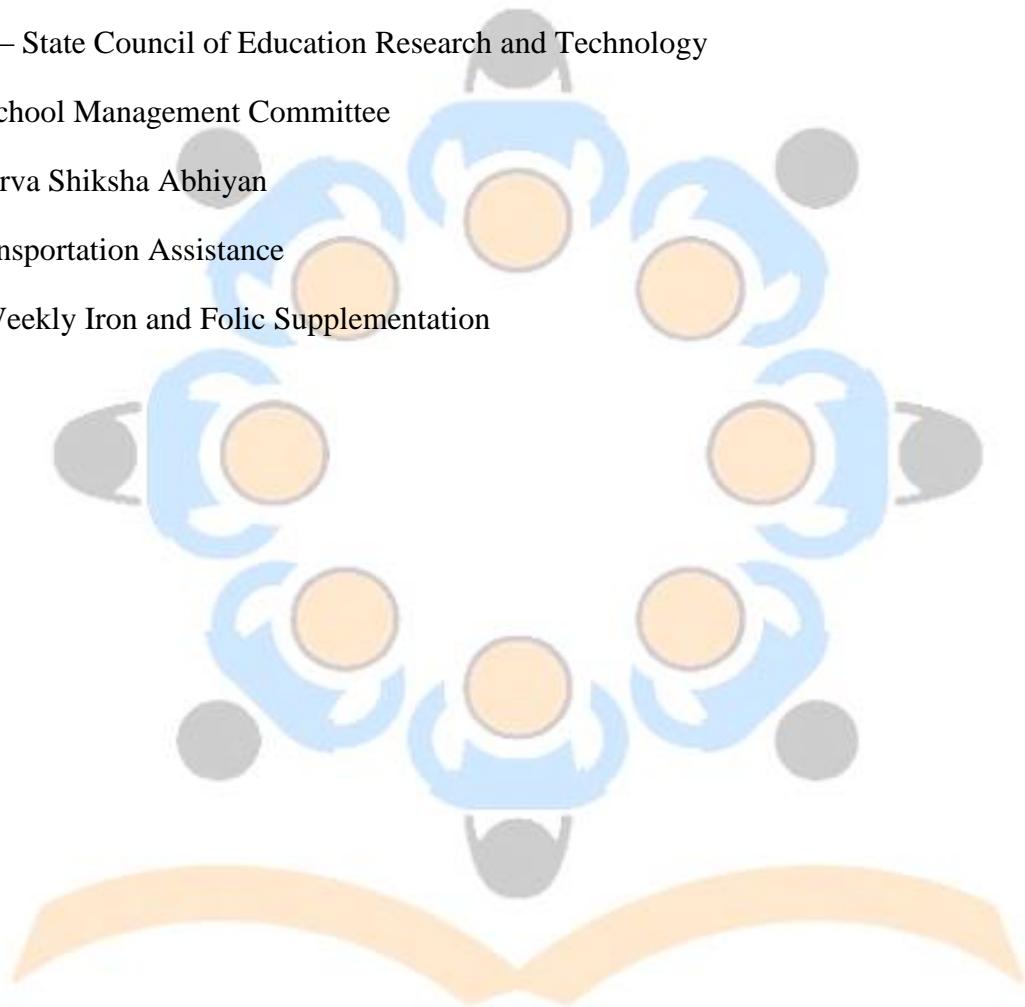 – State Council of Education Research and Technology
chool Management Committee
rva Shiksha Abhiyan
nsportation Assistance
Weekly Iron and Folic Supplementation